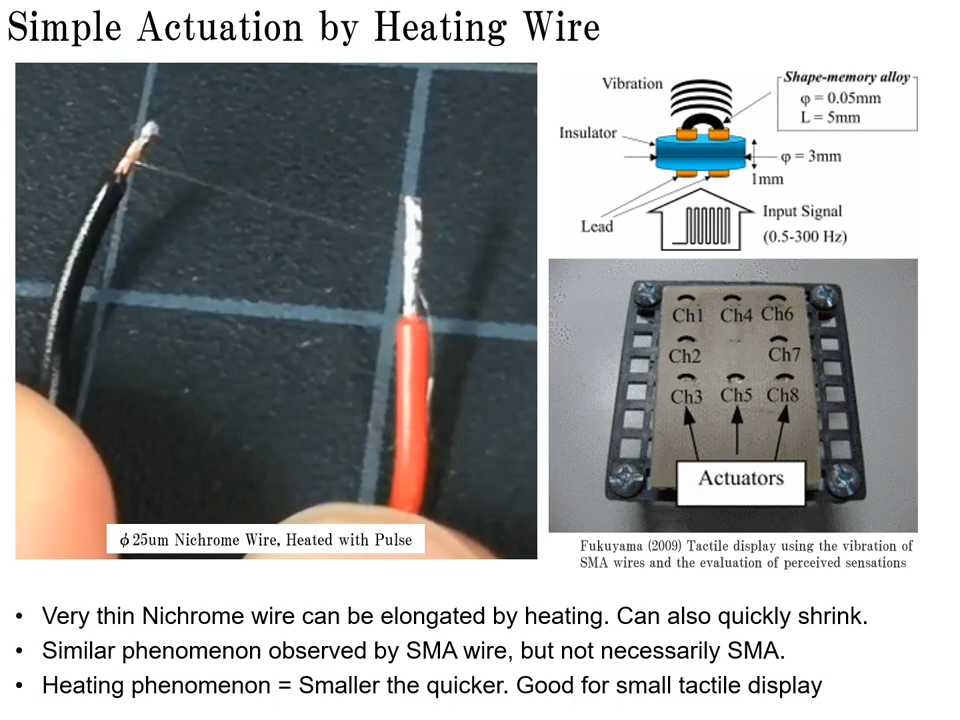 Simple Actuation by Heating Wire
ϕ25um Nichrome Wire, Heated with Pulse
Vibration
Shape-memory alloy
φ = 0.05mm
L = 5mm
Insulator
φ = 3mm
1mm
Lead
Input Signal
(0.5-300 Hz)
Ch1 Ch4 Ch6
Ch2 Ch7
Ch3 Ch5 Ch8
Actuators
Fukuyama (2009) Tactile display using the vibration of
SMA wires and the evaluation of perceived sensations
• Very thin Nichrome wire can be elongated by heating. Can also quickly shrink.
• Similar phenomenon observed by SMA wire, but not necessarily SMA.
• Heating phenomenon = Smaller the quicker. Good for small tactile display